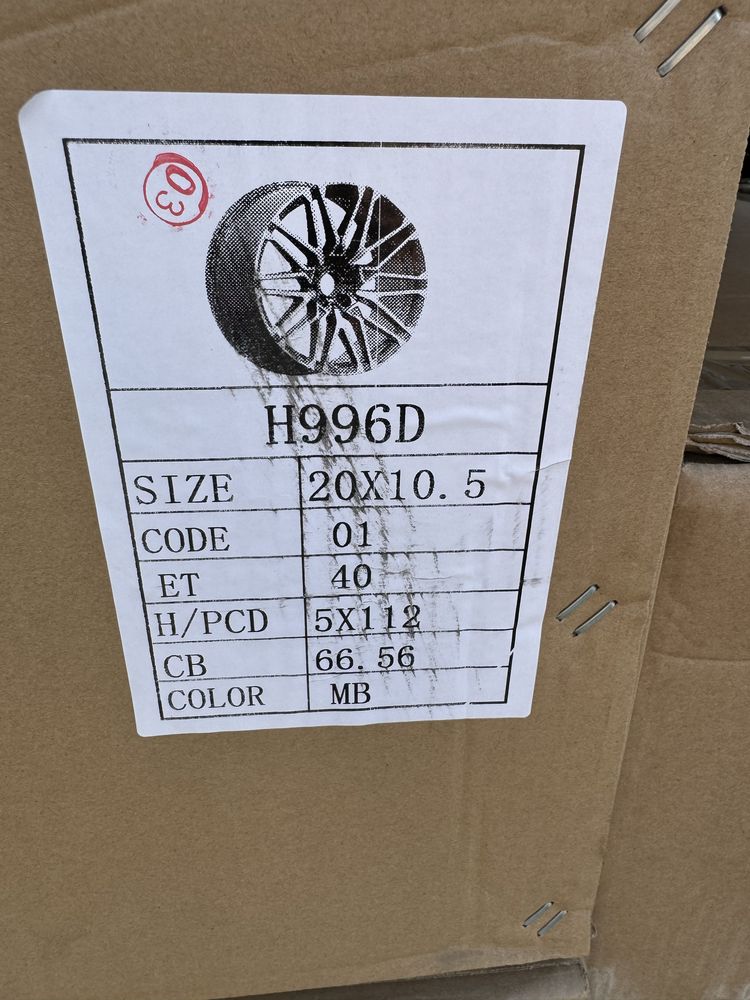 03
H996D
SIZE 20X10.5
CODE 01
ET 40
H/PCD 5X112
CB 66.56
COLOR MB